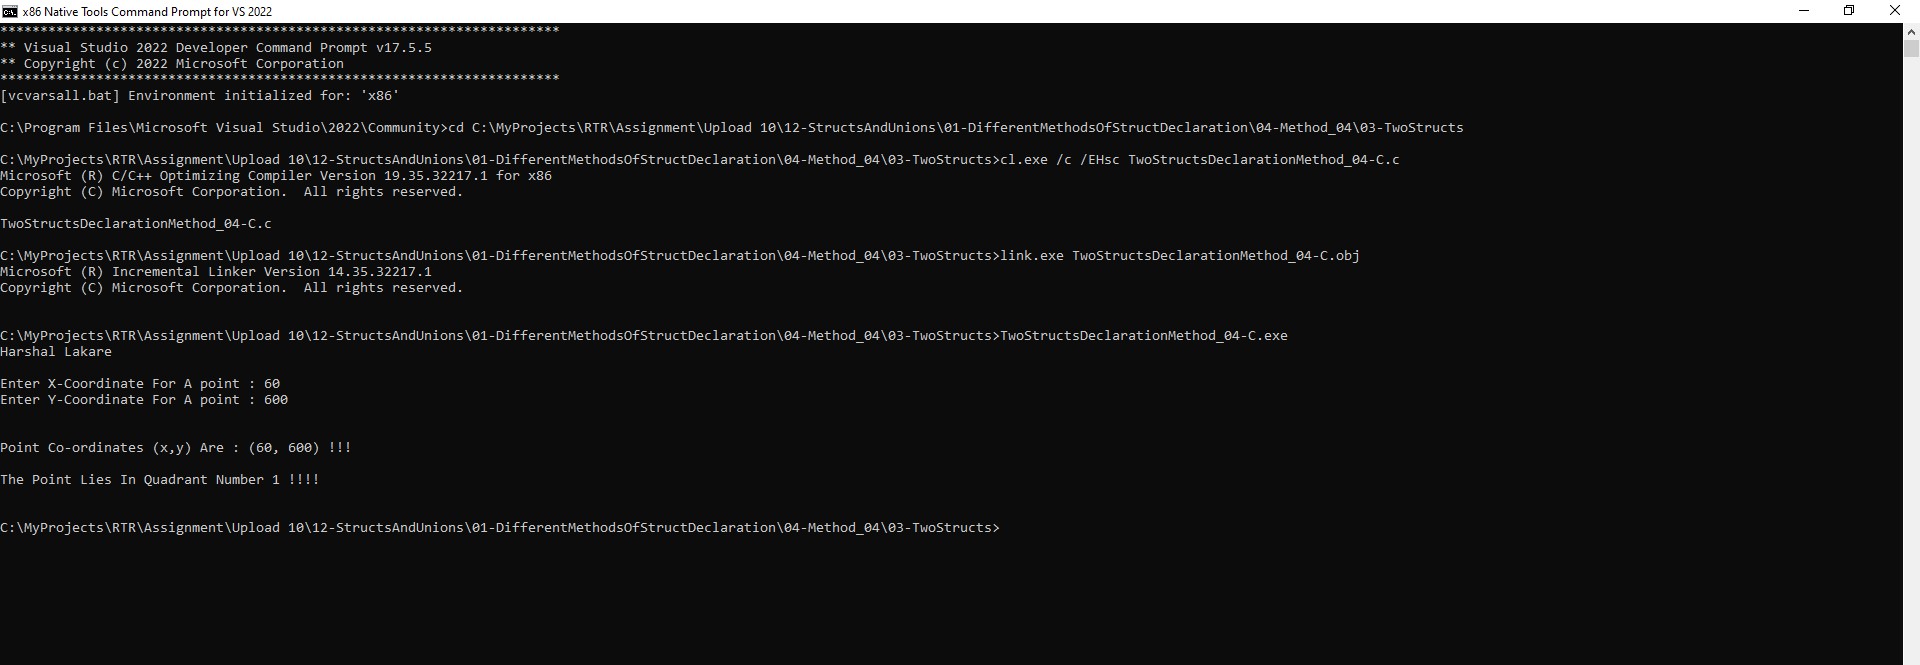 x86 Native Tools Command Prompt for VS 2022
**********************************************************************
** Visual Studio 2022 Developer Command Prompt v17.5.5
** Copyright (c) 2022 Microsoft Corporation
**********************************************************************
[vcvarsall.bat] Environment initialized for: 'x86'
C:\Program Files\Microsoft Visual Studio\2022\Community>cd C:\MyProjects\RTR\Assignment\Upload 10\12-StructsAndUnions\01-DifferentMethodsOfStructDeclaration\04-Method_04\03-TwoStructs
C:\MyProjects\RTR\Assignment\Upload 10\12-StructsAndUnions\01-DifferentMethodsOfStructDeclaration\04-Method_04\03-TwoStructs>cl.exe /c /EHsc TwoStructsDeclarationMethod_04-C.c
Microsoft (R) C/C++ Optimizing Compiler Version 19.35.32217.1 for x86
Copyright (C) Microsoft Corporation.  All rights reserved.
TwoStructsDeclarationMethod_04-C.c
C:\MyProjects\RTR\Assignment\Upload 10\12-StructsAndUnions\01-DifferentMethodsOfStructDeclaration\04-Method_04\03-TwoStructs>link.exe TwoStructsDeclarationMethod_04-C.obj
Microsoft (R) Incremental Linker Version 14.35.32217.1
Copyright (C) Microsoft Corporation.  All rights reserved.
C:\MyProjects\RTR\Assignment\Upload 10\12-StructsAndUnions\01-DifferentMethodsOfStructDeclaration\04-Method_04\03-TwoStructs>TwoStructsDeclarationMethod_04-C.exe
Harshal Lakare
Enter X-Coordinate For A point : 60
Enter Y-Coordinate For A point : 600
Point Co-ordinates (x,y) Are : (60, 600) !!!
The Point Lies In Quadrant Number 1 !!!!
C:\MyProjects\RTR\Assignment\Upload 10\12-StructsAndUnions\01-DifferentMethodsOfStructDeclaration\04-Method_04\03-TwoStructs>